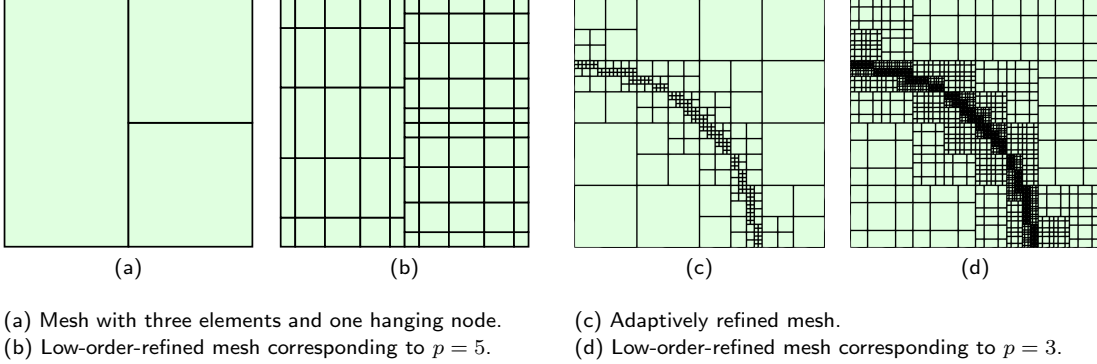 (a)
(b)
(c)
(d)
(a) Mesh with three elements and one hanging node.
(b) Low-order-refined mesh corresponding to p = 5.
(c) Adaptively refined mesh.
(d) Low-order-refined mesh corresponding to p = 3.